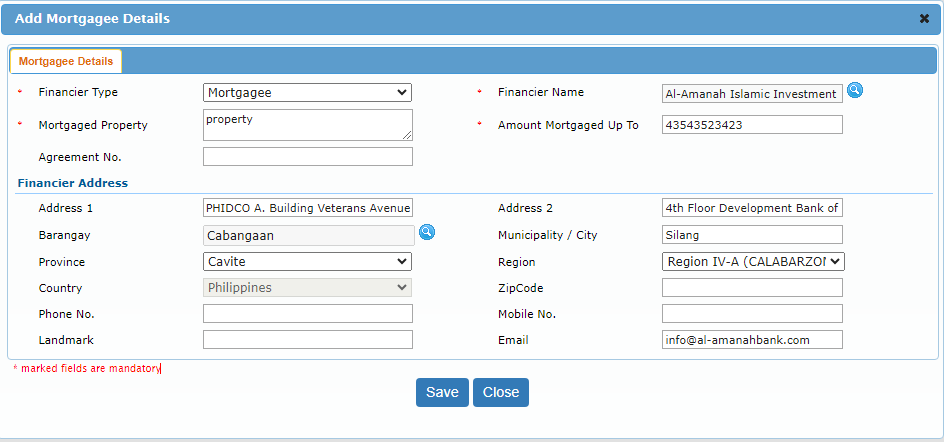 Add Mortgagee Details
Mortgagee Details
* Financier Type Mortgagee * Financier Name Al-Amanah Islamic Investment
* Mortgaged Property property * Amount Mortgaged Up To 43543523423
Agreement No.
Financier Address
Address 1 PHIDCO A. Building Veterans Avenue Address 2 4th Floor Development Bank of
Barangay Cabangaan Municipality / City Silang
Province Cavite Region Region IV-A (CALABARZON
Country Philippines ZipCode
Phone No. Mobile No.
Landmark Email info@al-amanahbank.com
* marked fields are mandatory
Save Close